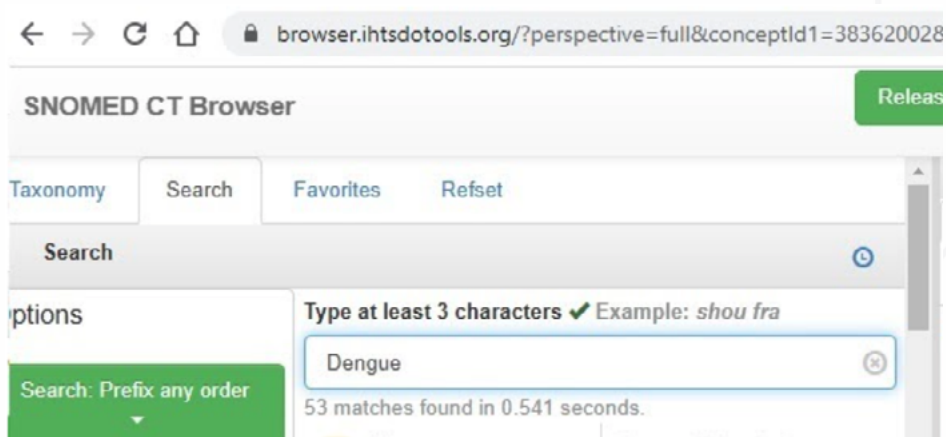 browser.ihtsdotools.org/?perspective=full&conceptId1=383620028
SNOMED CT Browser
Releas
Taxonomy Search Favorites Refset
Search
ptions
Type at least 3 characters ✔ Example: shou fra
Dengue
Search: Prefix any order
53 matches found in 0.541 seconds.